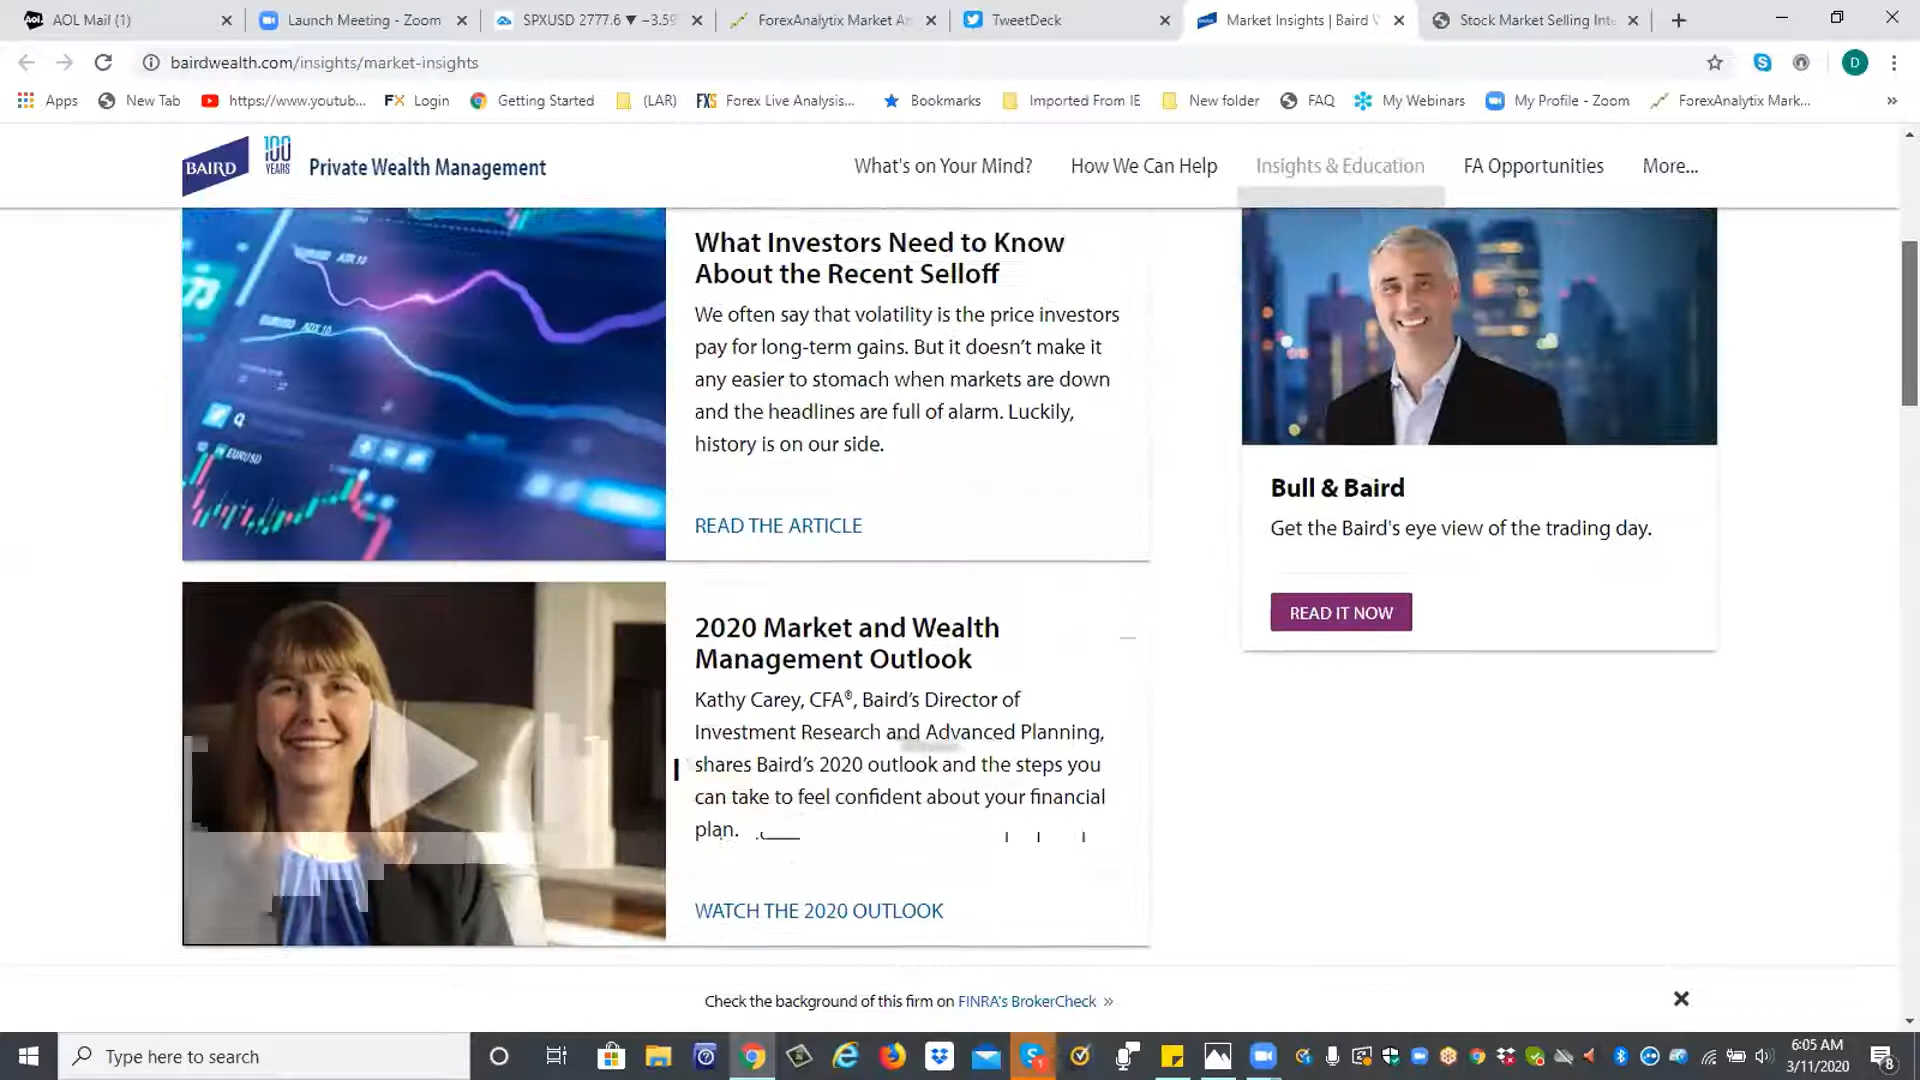 AOL Mail (1)
Launch Meeting - Zoom
SPXUSD 2777.6 ▼ −3.59
ForexAnalytix Market An
TweetDeck
Market Insights | Baird W
Stock Market Selling Inte
bairdwealth.com/insights/market-insights
D
Apps
New Tab
https://www.youtub...
FX Login
Getting Started
(LAR)
FXS Forex Live Analysis...
Bookmarks
Imported From IE
New folder
FAQ
My Webinars
My Profile - Zoom
ForexAnalytix Mark...
»
BAIRD
100
YEARS
Private Wealth Management
What's on Your Mind?
How We Can Help
Insights & Education
FA Opportunities
More...
EURUSD
What Investors Need to Know
About the Recent Selloff
We often say that volatility is the price investors
pay for long-term gains. But it doesn’t make it
any easier to stomach when markets are down
and the headlines are full of alarm. Luckily,
history is on our side.
READ THE ARTICLE
Bull & Baird
Get the Baird's eye view of the trading day.
READ IT NOW
2020 Market and Wealth
Management Outlook
Kathy Carey, CFA®, Baird’s Director of
Investment Research and Advanced Planning,
shares Baird’s 2020 outlook and the steps you
can take to feel confident about your financial
plan.
WATCH THE 2020 OUTLOOK
Check the background of this firm on FINRA's BrokerCheck »
Type here to search
6:05 AM
3/11/2020
8